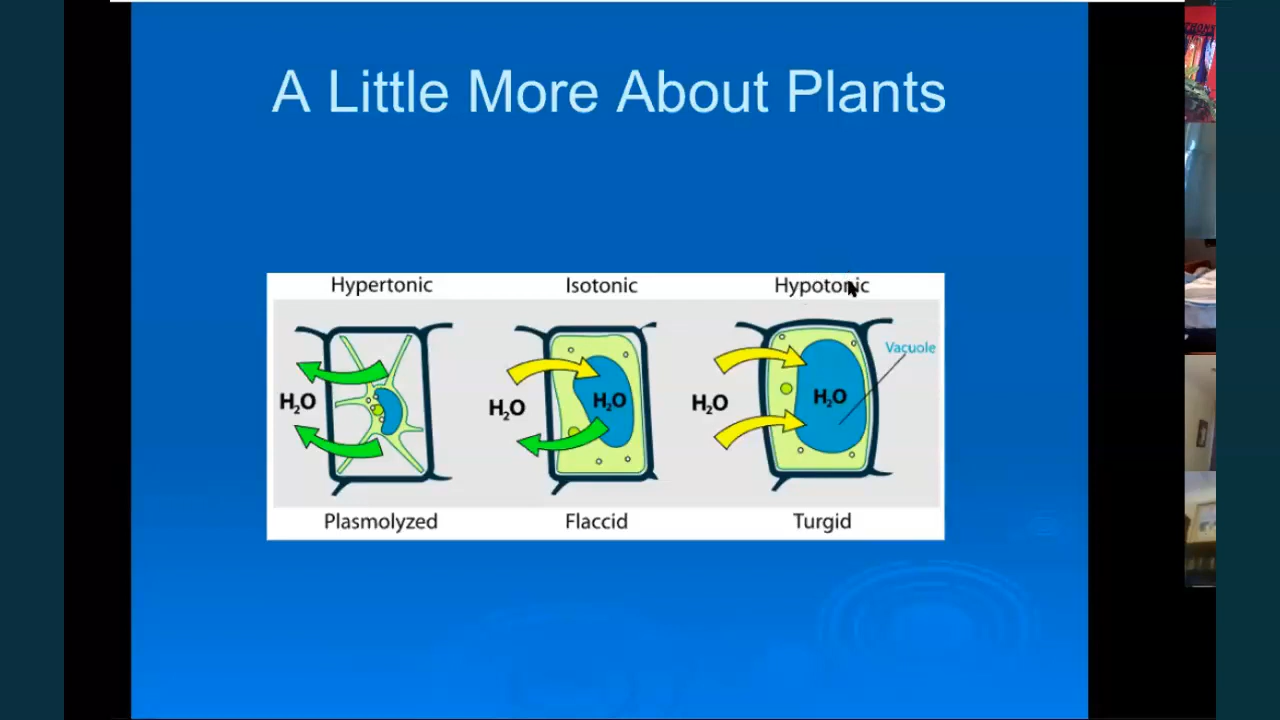 A Little More About Plants
Hypertonic Isotonic Hypotonic
Vacuole
H₂O H₂O H₂O H₂O H₂O
Plasmolyzed Flaccid Turgid